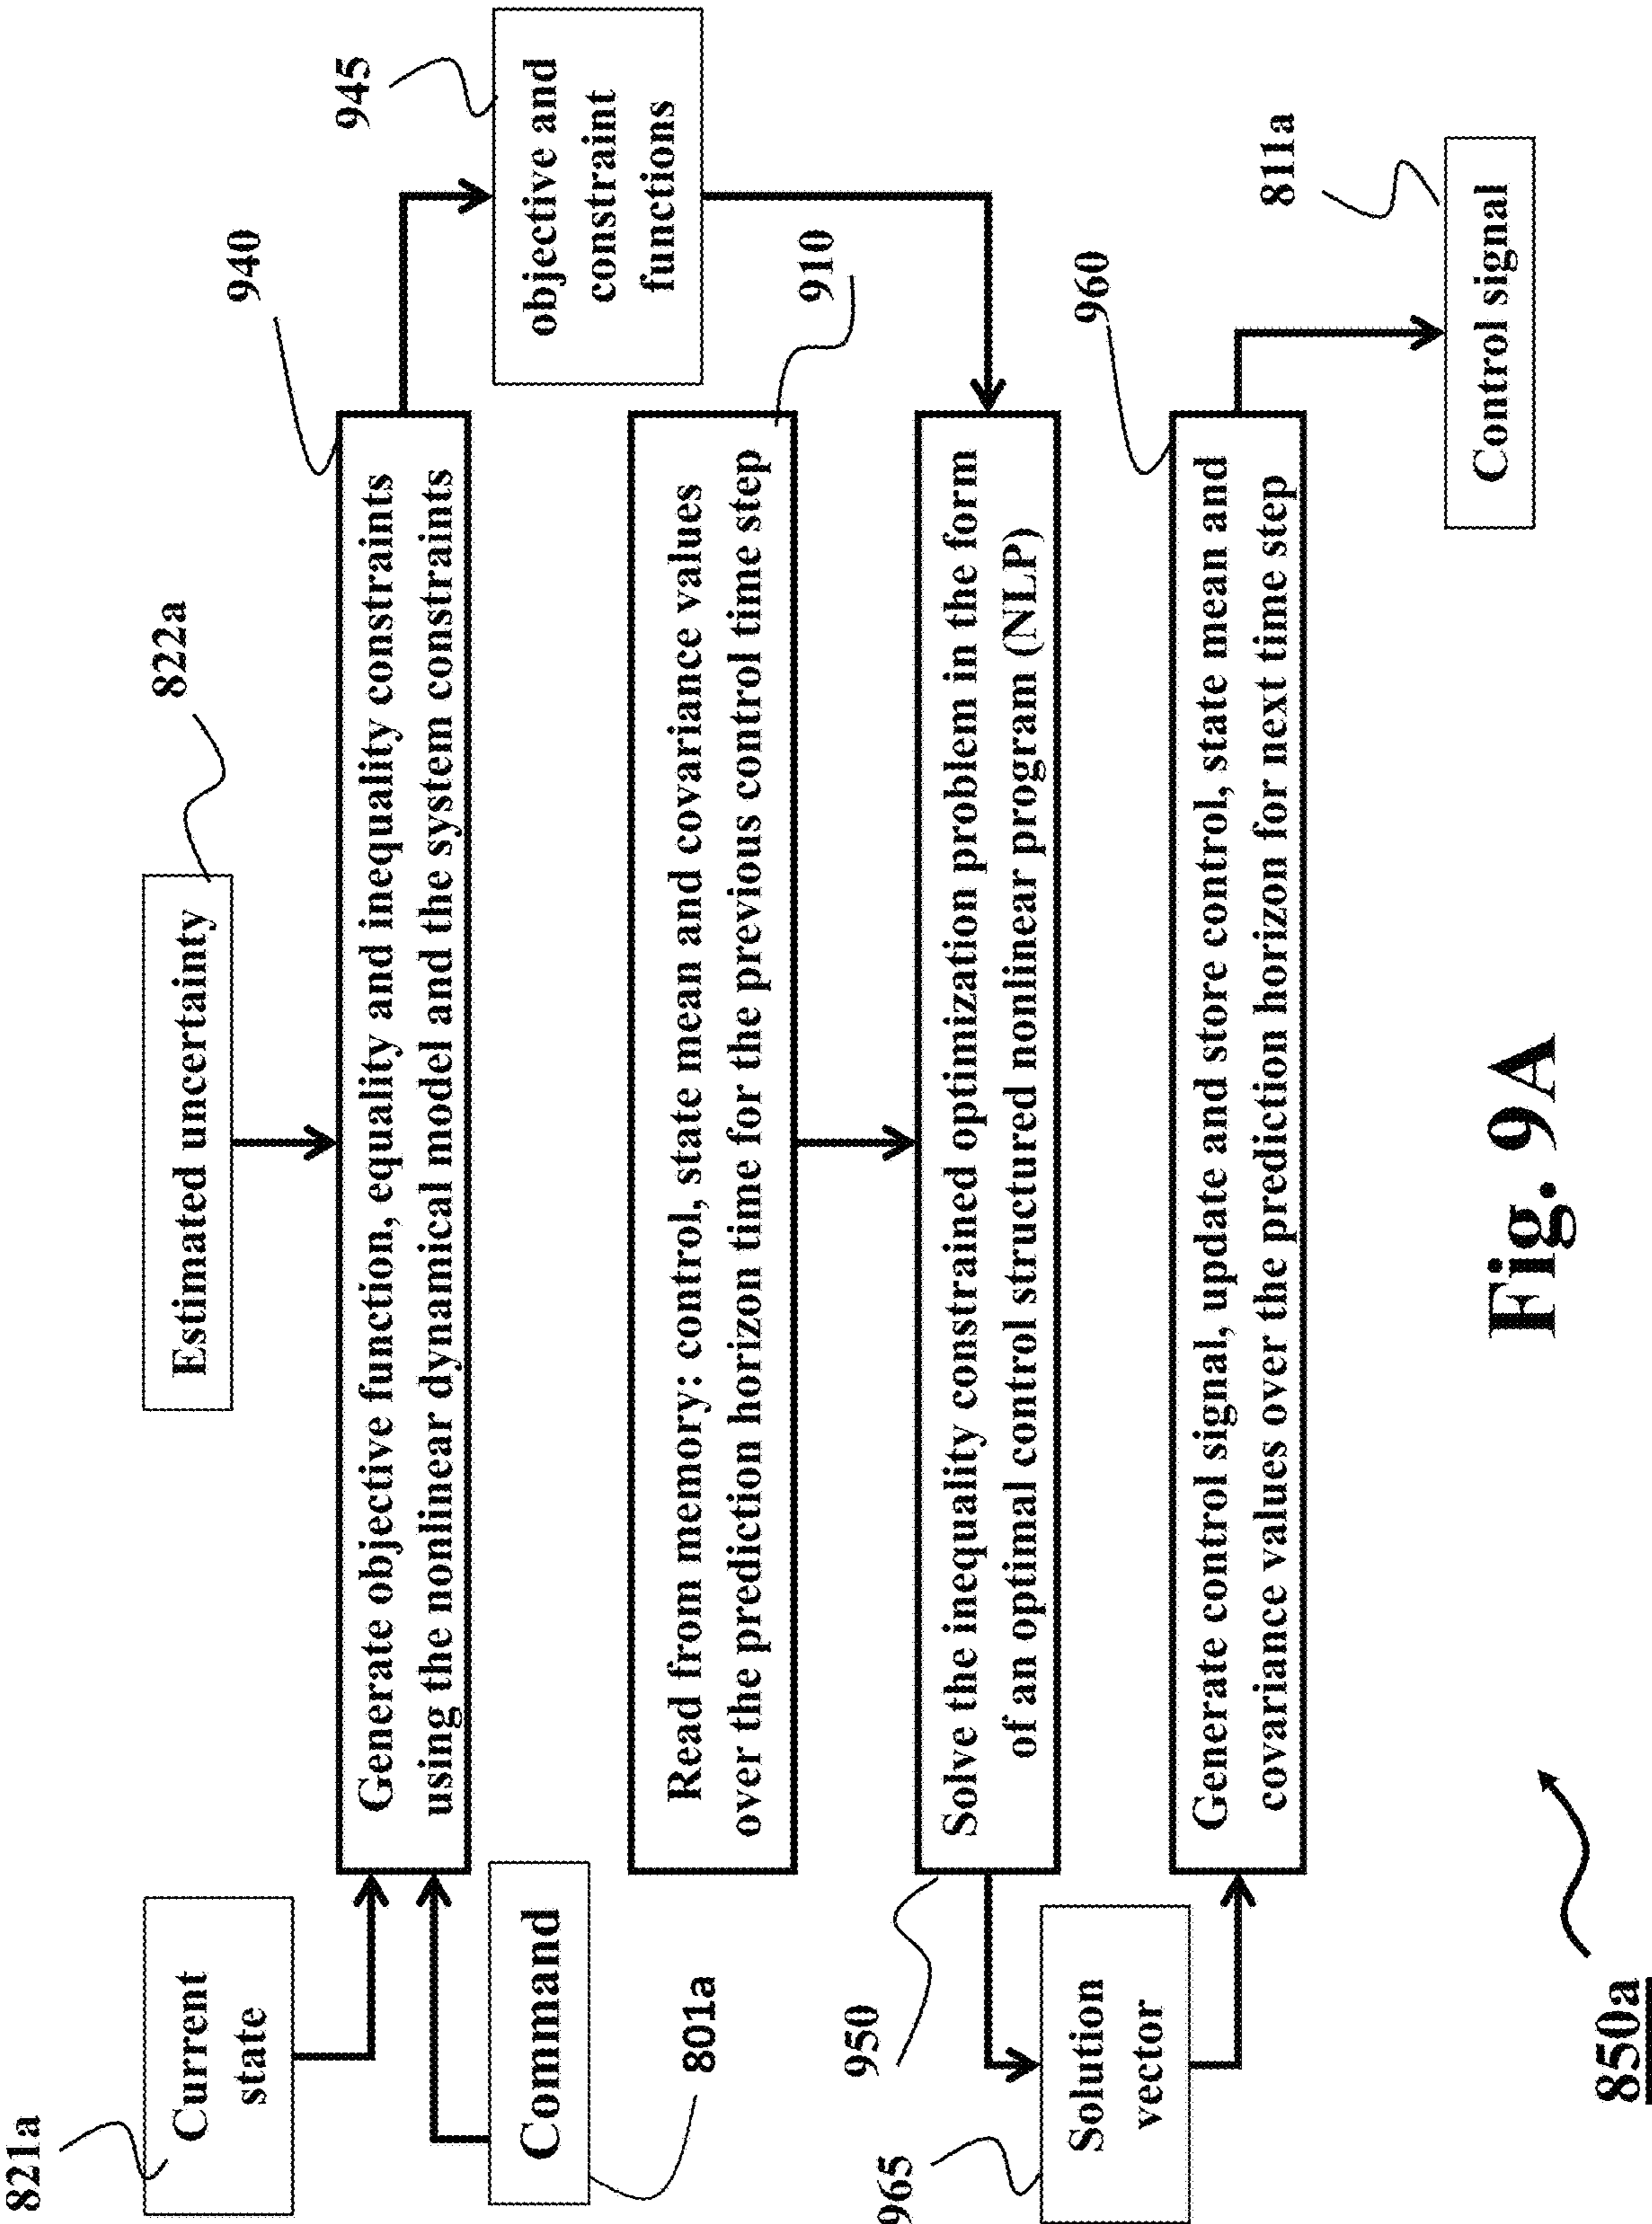 821a
Current
state
Estimated uncertainty
822a
940
945
Generate objective function, equality and inequality constraints
using the nonlinear dynamical model and the system constraints
objective and
constraint
functions
Command
801a
910
Read from memory: control, state mean and covariance values
over the prediction horizon time for the previous control time step
950
Solve the inequality constrained optimization problem in the form
of an optimal control structured nonlinear program (NLP)
965
Solution
vector
960
Generate control signal, update and store control, state mean and
covariance values over the prediction horizon for next time step
811a
Control signal
850a
Fig. 9A